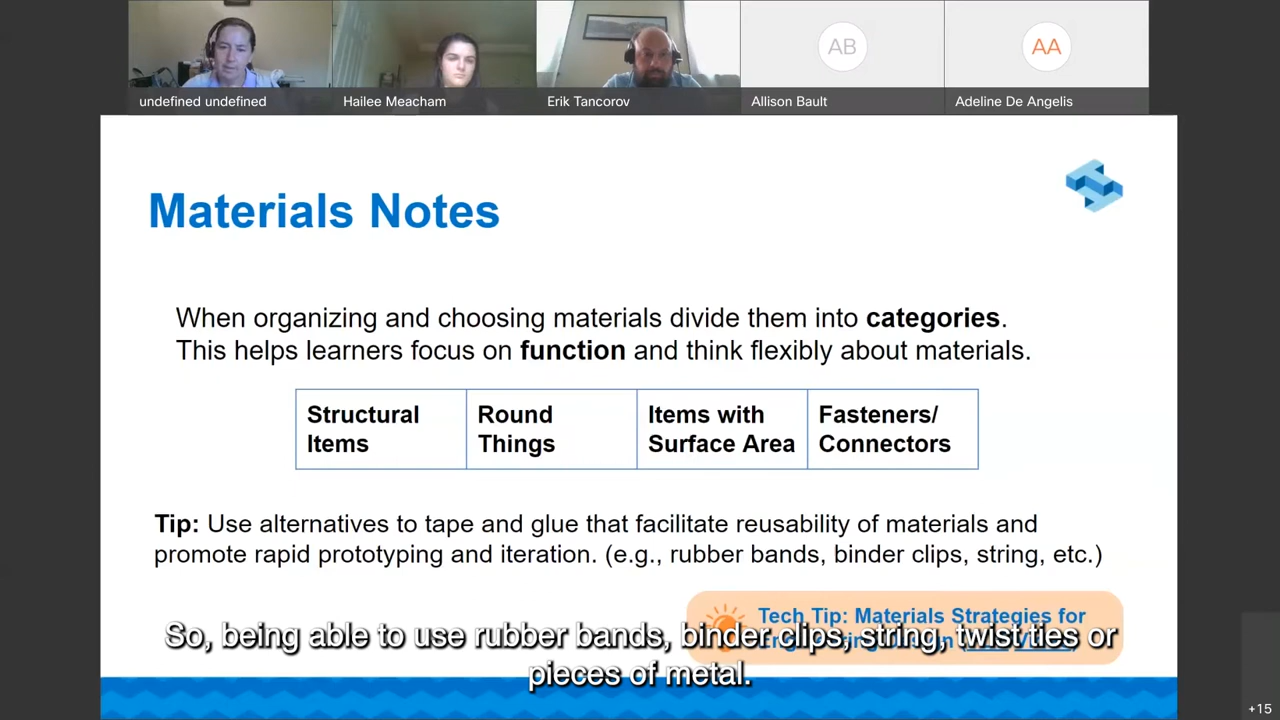 AB
AA
undefined undefined
Hailee Meacham
Erik Tancorov
Allison Bault
Adeline De Angelis
Materials Notes
When organizing and choosing materials divide them into categories.
This helps learners focus on function and think flexibly about materials.
Structural
Items
Round
Things
Items with
Surface Area
Fasteners/
Connectors
Tip: Use alternatives to tape and glue that facilitate reusability of materials and
promote rapid prototyping and iteration. (e.g., rubber bands, binder clips, string, etc.)
Tech Tip: Materials Strategies for
So, being able to use rubber bands, binder clips, string, twist ties or
pieces of metal.
+15